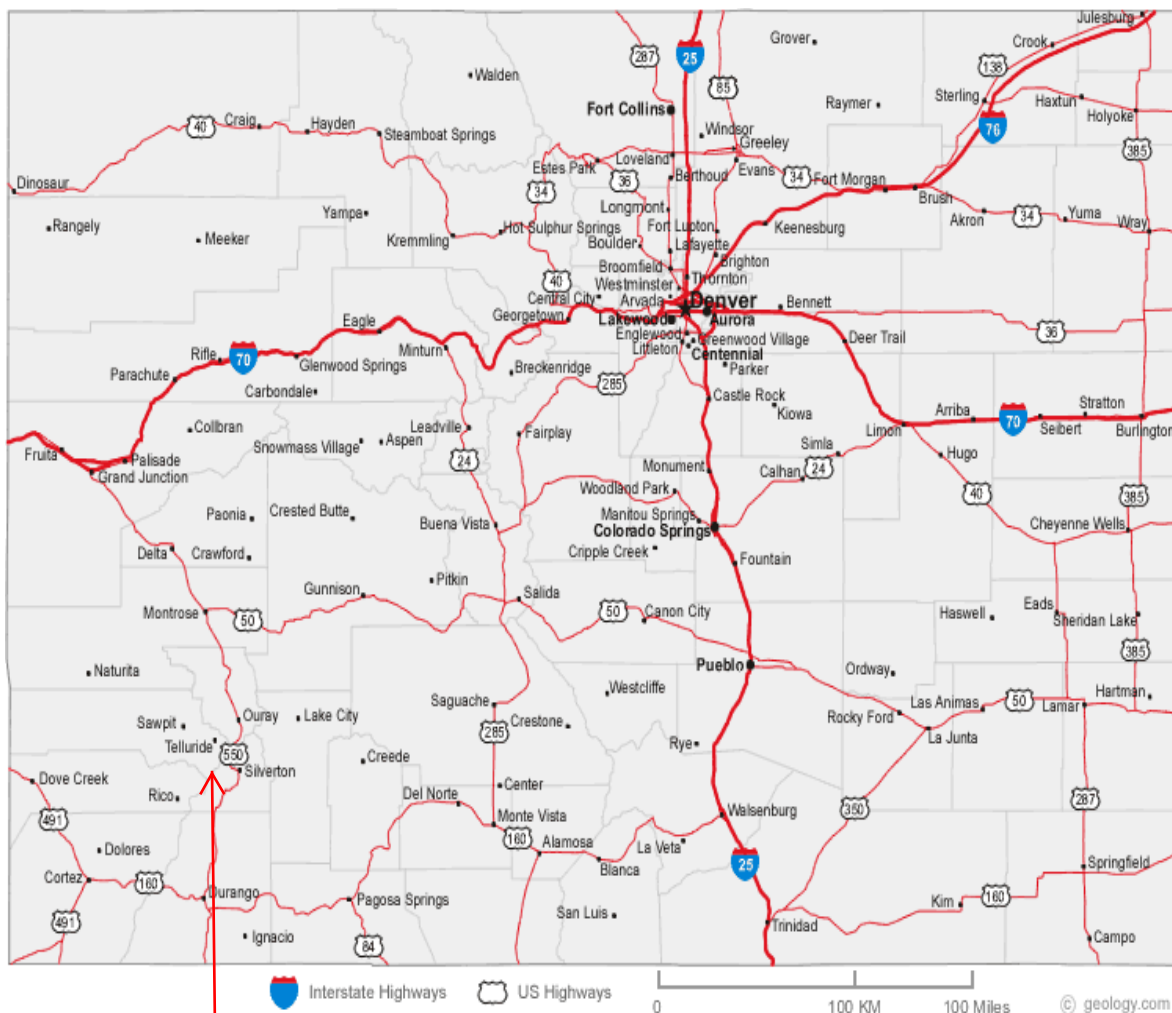 Julesburg
Grover
Crook
287
25
138
Walden
85
Sterling
Haxtun
Raymer
Holyoke
Fort Collins
76
Craig
Hayden
40
Steamboat Springs
Windsor
Greeley
385
Loveland
Estes Park
Evans
34
Fort Morgan
36
Berthoud
Brush
Dinosaur
34
Longmont
Akron
34
Yuma
Wray
Yampa
Rangely
Meeker
Kremmling
Hot Sulphur Springs
Fort Lupton
Keenesburg
Boulder
Lafayette
Broomfield
Brighton
40
Thornton
Westminster
Central City
Arvada
Denver
Bennett
Georgetown
Lakewood
Aurora
Eagle
Englewood
Greenwood Village
36
Deer Trail
Minturn
Littleton
Centennial
Rifle
70
Glenwood Springs
Parker
Parachute
Breckenridge
285
Carbondale
Castle Rock
Kiowa
Arriba
Stratton
70
Collbran
Leadville
Fairplay
Limon
Seibert
Burlington
Snowmass Village
Aspen
Simla
Fruita
Palisade
24
Hugo
Grand Junction
Monument
Calhan
24
Woodland Park
40
385
Paonia
Crested Butte
Manitou Springs
Buena Vista
Colorado Springs
Cheyenne Wells
Delta
Crawford
Cripple Creek
Fountain
Pitkin
Gunnison
Salida
Montrose
50
50
Canon City
Haswell
Eads
Sheridan Lake
385
Naturita
Pueblo
Ordway
Westcliffe
Hartman
Saguache
Las Animas
50
Lamar
Ouray
Lake City
Sawpit
Crestone
Rocky Ford
285
La Junta
Telluride
550
Rye
Creede
Silverton
Dove Creek
Center
287
Rico
Del Norte
350
Walsenburg
491
Monte Vista
160
Dolores
Alamosa
La Veta
25
Blanca
Springfield
Cortez
160
Durango
Pagosa Springs
Kim
160
San Luis
491
Trinidad
Ignacio
84
Campo
Interstate Highways
US Highways
0
100 KM
100 Miles
© geology.com